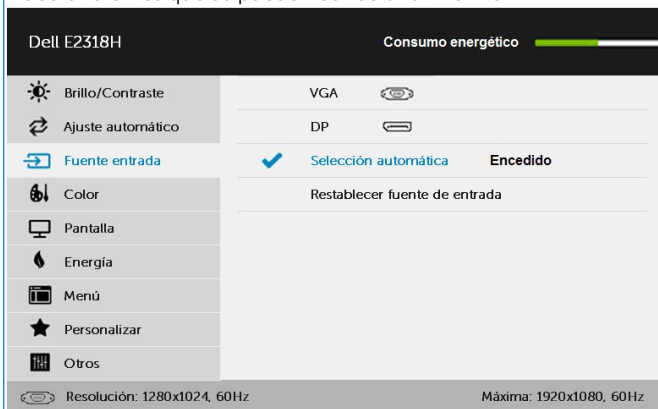 Dell E2318H
Consumo energético
Brillo/Contraste
VGA
Ajuste automático
DP
Fuente entrada
Selección automática
Encedido
Color
Restablecer fuente de entrada
Pantalla
Energía
Menú
Personalizar
Otros
Resolución: 1280x1024, 60Hz
Máxima: 1920x1080, 60Hz